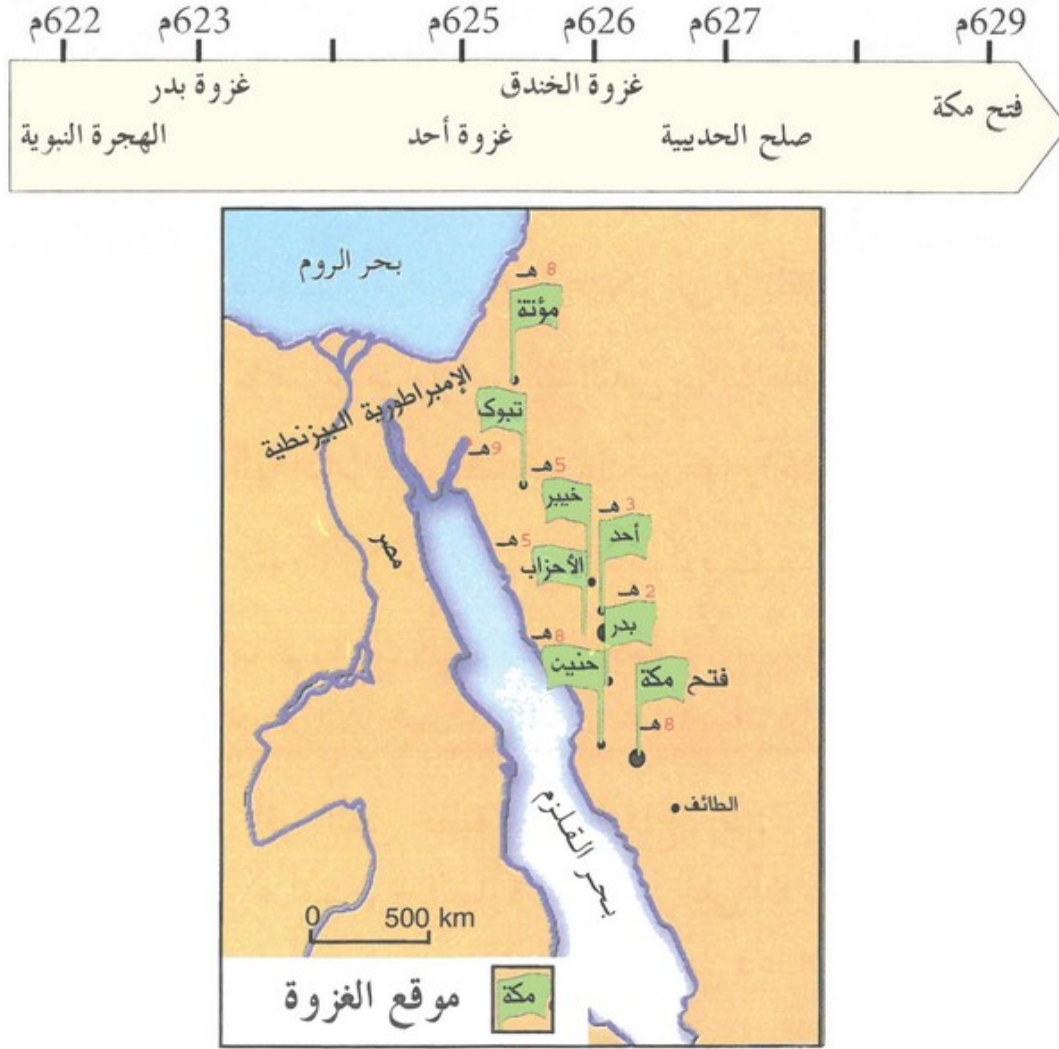 622م 623م 625م 626م 627م 629م
غزوة بدر غزوة الخندق فتح مكة
الهجرة النبوية غزوة أحد صلح الحديبية
بحر الروم
8 هـ
مؤتة
الإمبراطورية البيزنطية
تبوك
9 هـ
5 هـ
خيبر
3 هـ
أحد
مصر
5 هـ
الأحزاب
2 هـ
بدر
8 هـ
حنين
فتح مكة
8 هـ
الطائف
بحر القلزم
0 500 km
موقع الغزوة مكة